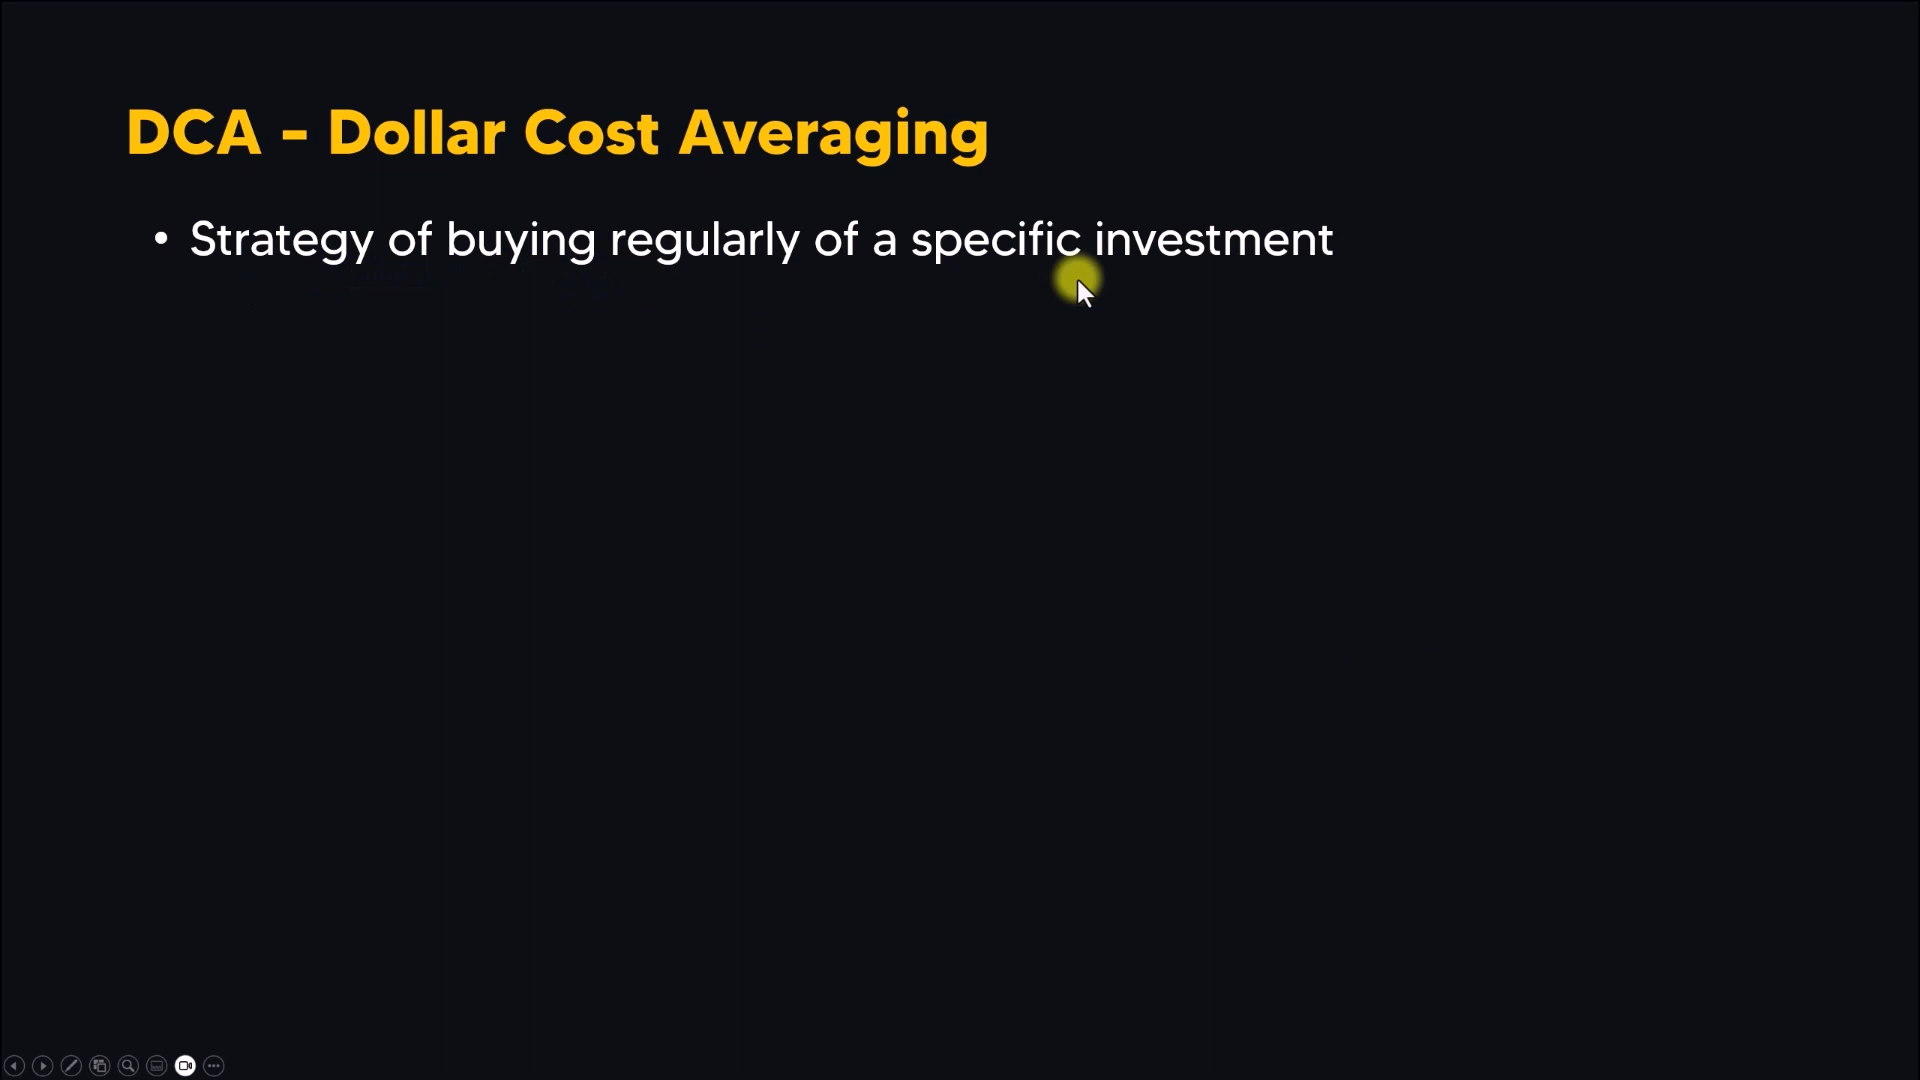 DCA - Dollar Cost Averaging
• Strategy of buying regularly of a specific investment